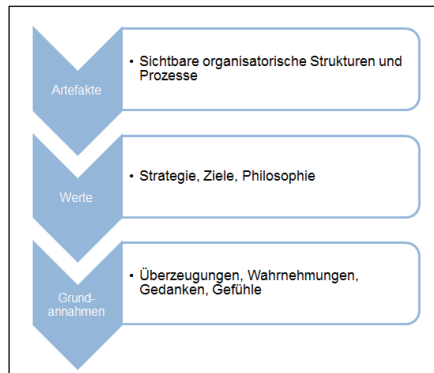 Artefakte
• Sichtbare organisatorische Strukturen und
Prozesse
Werte
• Strategie, Ziele, Philosophie
Grund-
annahmen
• Überzeugungen, Wahrnehmungen,
Gedanken, Gefühle